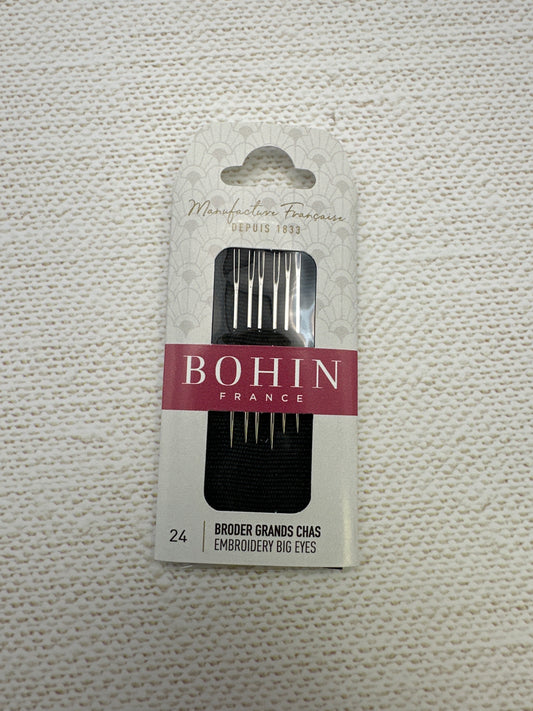 Manufacture Française
DEPUIS 1833
BOHIN
FRANCE
24
BRODER GRANDS CHAS
EMBROIDERY BIG EYES